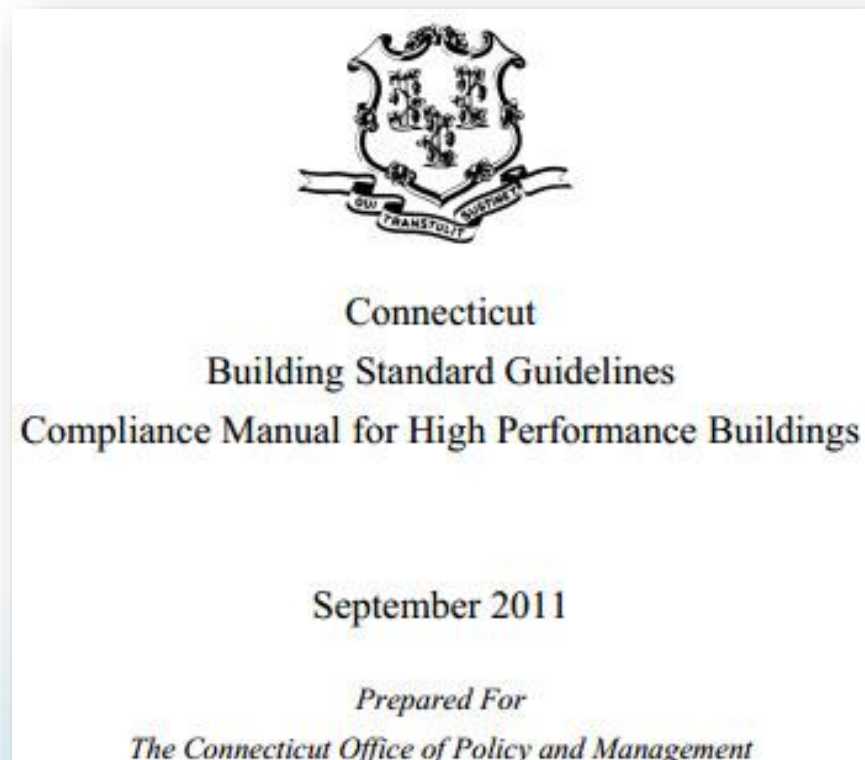 QUI TRANSTULIT SUSTINET
Connecticut
Building Standard Guidelines
Compliance Manual for High Performance Buildings
September 2011
Prepared For
The Connecticut Office of Policy and Management